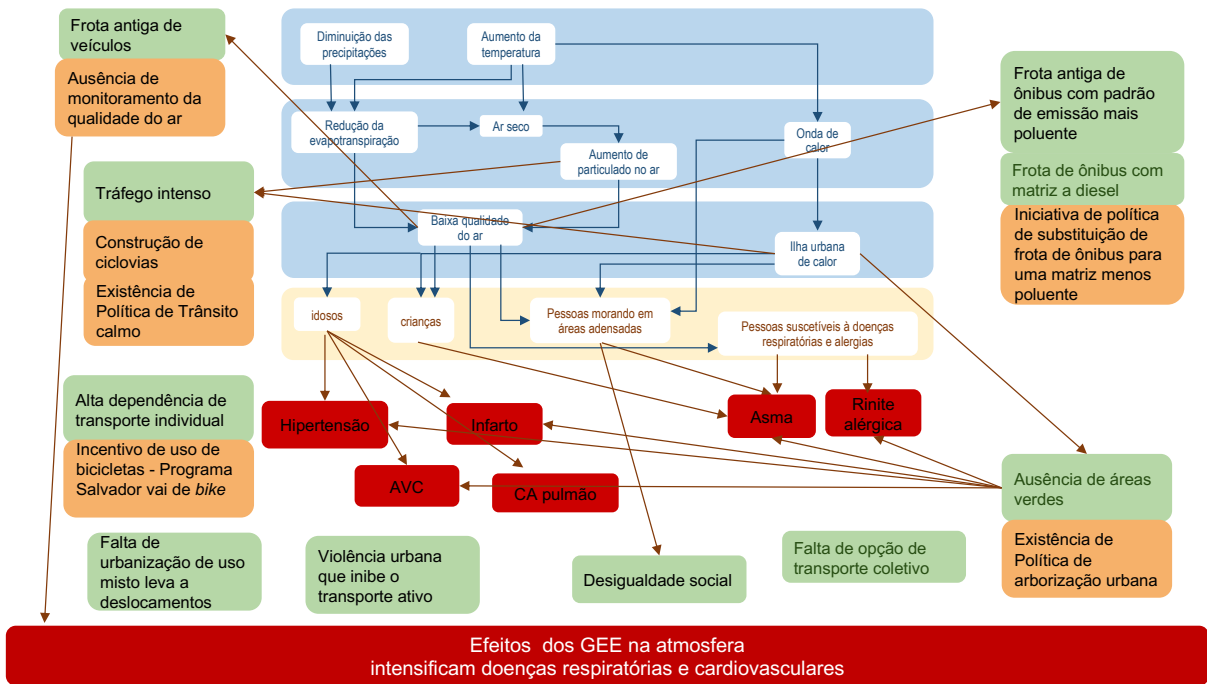 Frota antiga de
veículos
Ausência de
monitoramento da
qualidade do ar
Diminuição das
precipitações
Aumento da
temperatura
Redução da
evapotranspiração
Ar seco
Onda de
calor
Aumento de
particulado no ar
Frota antiga de
ônibus com padrão
de emissão mais
poluente
Frota de ônibus com
matriz a diesel
Iniciativa de política
de substituição de
frota de ônibus para
uma matriz menos
poluente
Tráfego intenso
Construção de
ciclovias
Existência de
Política de Trânsito
calmo
Baixa qualidade
do ar
Ilha urbana
de calor
idosos
crianças
Pessoas morando em
áreas adensadas
Pessoas suscetíveis à doenças
respiratórias e alergias
Alta dependência de
transporte individual
Incentivo de uso de
bicicletas - Programa
Salvador vai de bike
Hipertensão
Infarto
Asma
Rinite
alérgica
AVC
CA pulmão
Ausência de áreas
verdes
Existência de
Política de
arborização urbana
Falta de
urbanização de uso
misto leva a
deslocamentos
Violência urbana
que inibe o
transporte ativo
Desigualdade social
Falta de opção de
transporte coletivo
Efeitos dos GEE na atmosfera
intensificam doenças respiratórias e cardiovasculares